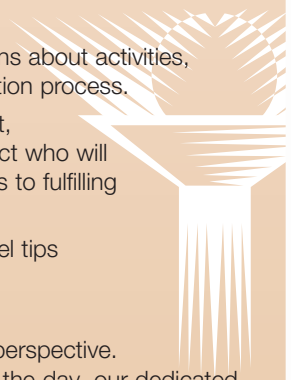 ns about activities,
tion process.
t,
ct who will
s to fulfilling
el tips
perspective.
the day, our dedicated